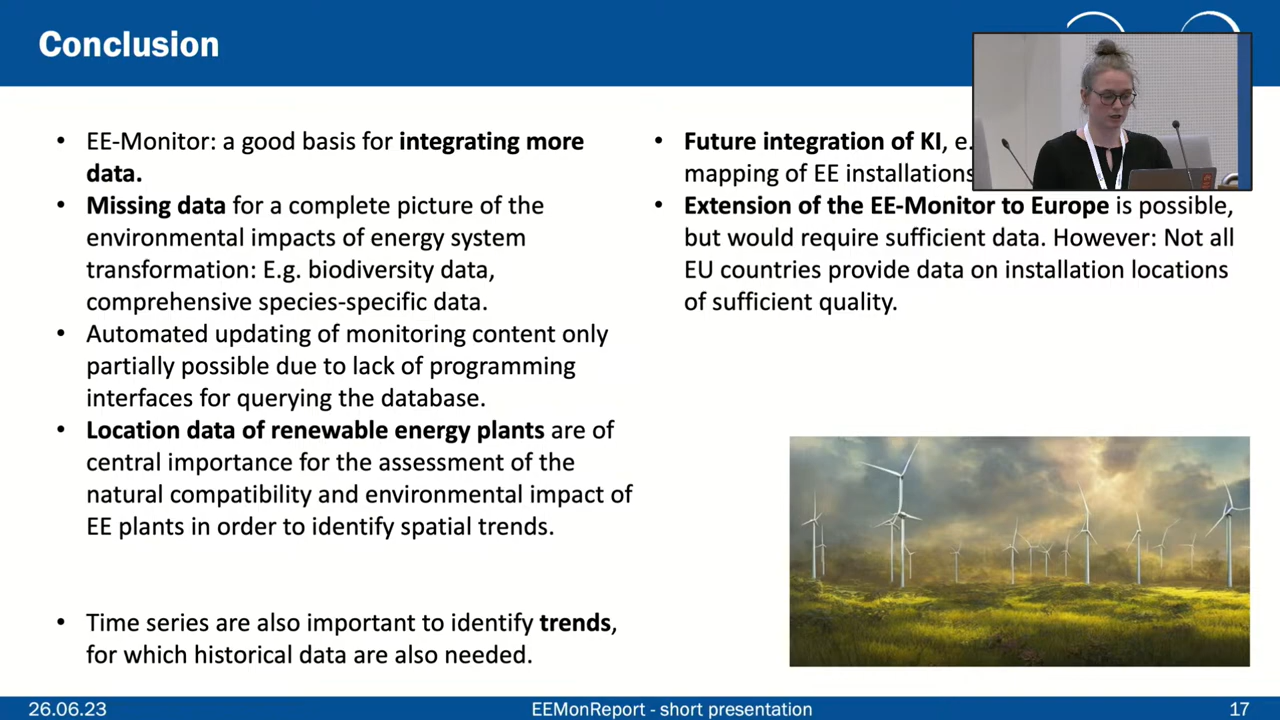 Conclusion
• EE-Monitor: a good basis for integrating more
data.
• Missing data for a complete picture of the
environmental impacts of energy system
transformation: E.g. biodiversity data,
comprehensive species-specific data.
• Automated updating of monitoring content only
partially possible due to lack of programming
interfaces for querying the database.
• Location data of renewable energy plants are of
central importance for the assessment of the
natural compatibility and environmental impact of
EE plants in order to identify spatial trends.
• Time series are also important to identify trends,
for which historical data are also needed.
• Future integration of KI, e.
mapping of EE installations
• Extension of the EE-Monitor to Europe is possible,
but would require sufficient data. However: Not all
EU countries provide data on installation locations
of sufficient quality.
26.06.23
EEMonReport - short presentation
17